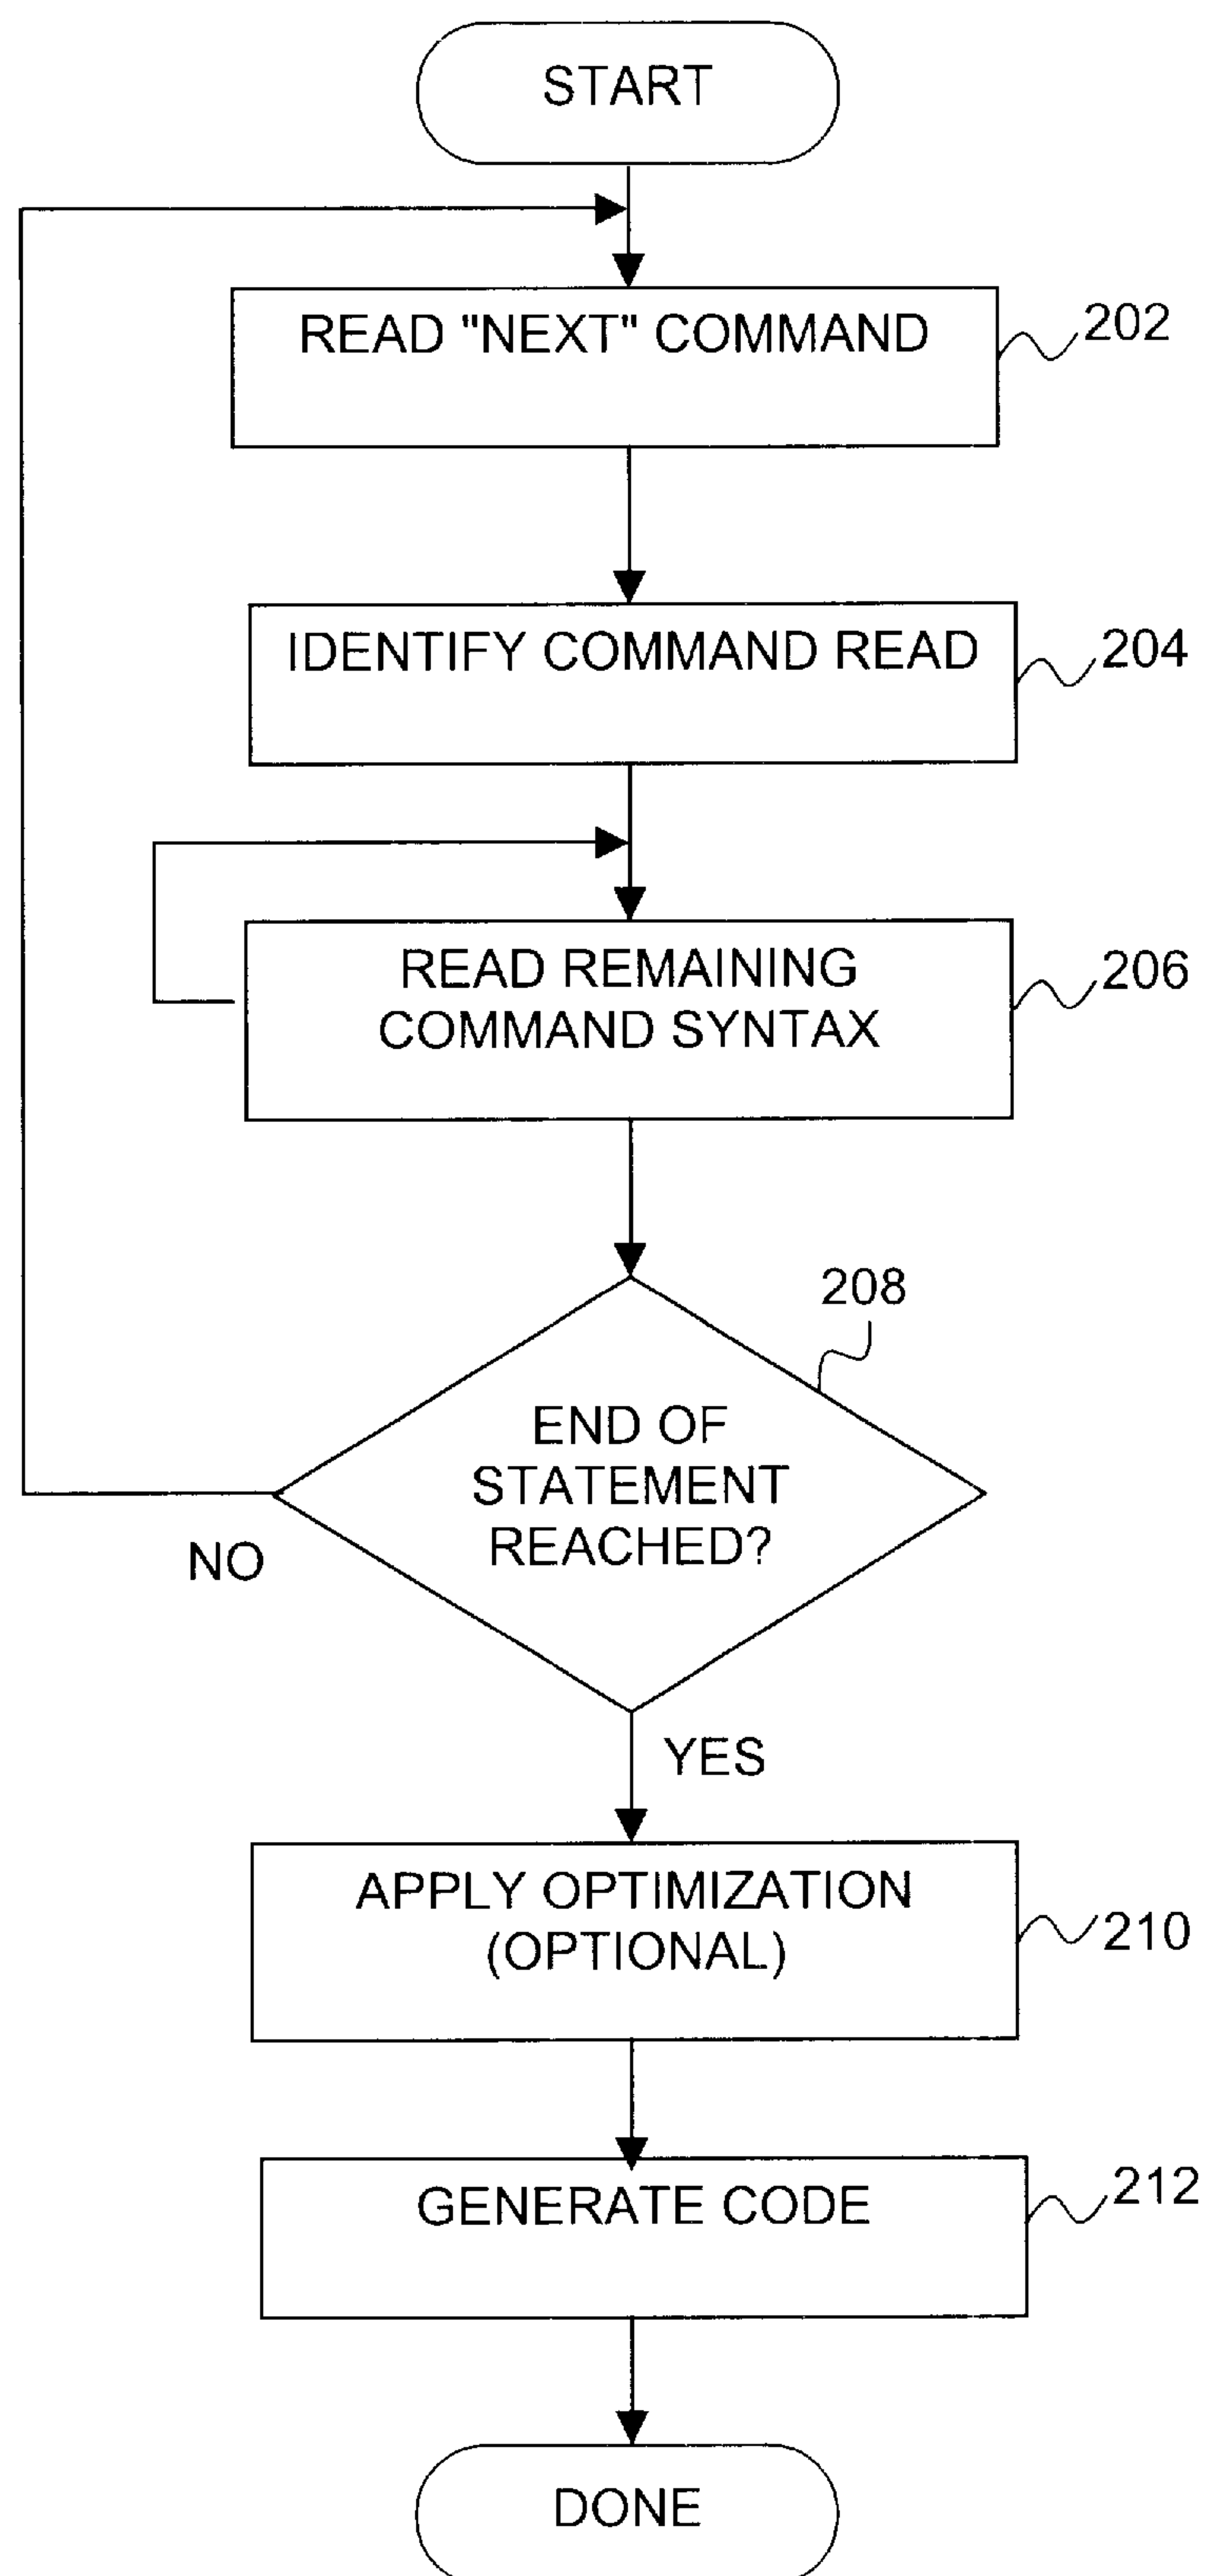 START
READ "NEXT" COMMAND
202
IDENTIFY COMMAND READ
204
READ REMAINING
COMMAND SYNTAX
206
208
END OF
STATEMENT
REACHED?
NO
YES
APPLY OPTIMIZATION
(OPTIONAL)
210
GENERATE CODE
212
DONE